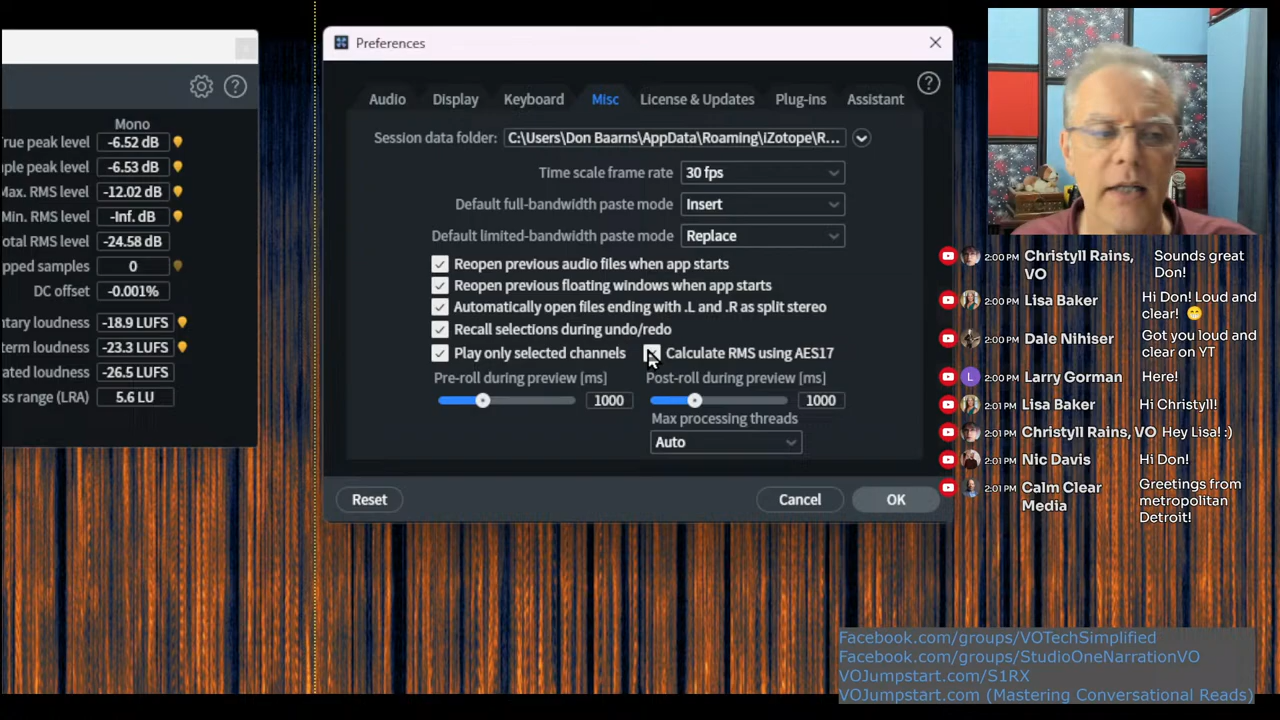 Preferences
Audio
Display
Keyboard
Misc
License & Updates
Plug-ins
Assistant
Session data folder:
C:\Users\Don Baarns\AppData\Roaming\iZotope\R...
Time scale frame rate
30 fps
Default full-bandwidth paste mode
Insert
Default limited-bandwidth paste mode
Replace
Reopen previous audio files when app starts
Reopen previous floating windows when app starts
Automatically open files ending with .L and .R as split stereo
Recall selections during undo/redo
Play only selected channels
Calculate RMS using AES17
Pre-roll during preview [ms]
Post-roll during preview [ms]
1000
1000
Max processing threads
Auto
Reset
Cancel
OK
Mono
True peak level -6.52 dB
ple peak level -6.53 dB
Max. RMS level -12.02 dB
Min. RMS level -Inf. dB
otal RMS level -24.58 dB
pped samples 0
DC offset -0.001%
ntary loudness -18.9 LUFS
term loudness -23.3 LUFS
ated loudness -26.5 LUFS
ss range (LRA) 5.6 LU
2:00 PM Christyll Rains, VO Sounds great Don!
2:00 PM Lisa Baker Hi Don! Loud and clear! 😁
2:00 PM Dale Nihiser Got you loud and clear on YT
L 2:00 PM Larry Gorman Here!
2:01 PM Lisa Baker Hi Christyll!
2:01 PM Christyll Rains, VO Hey Lisa! :)
2:01 PM Nic Davis Hi Don!
2:01 PM Calm Clear Media Greetings from metropolitan Detroit!
Facebook.com/groups/VOTechSimplified
Facebook.com/groups/StudioOneNarrationVO
VOJumpstart.com/S1RX
VOJumpstart.com (Mastering Conversational Reads)